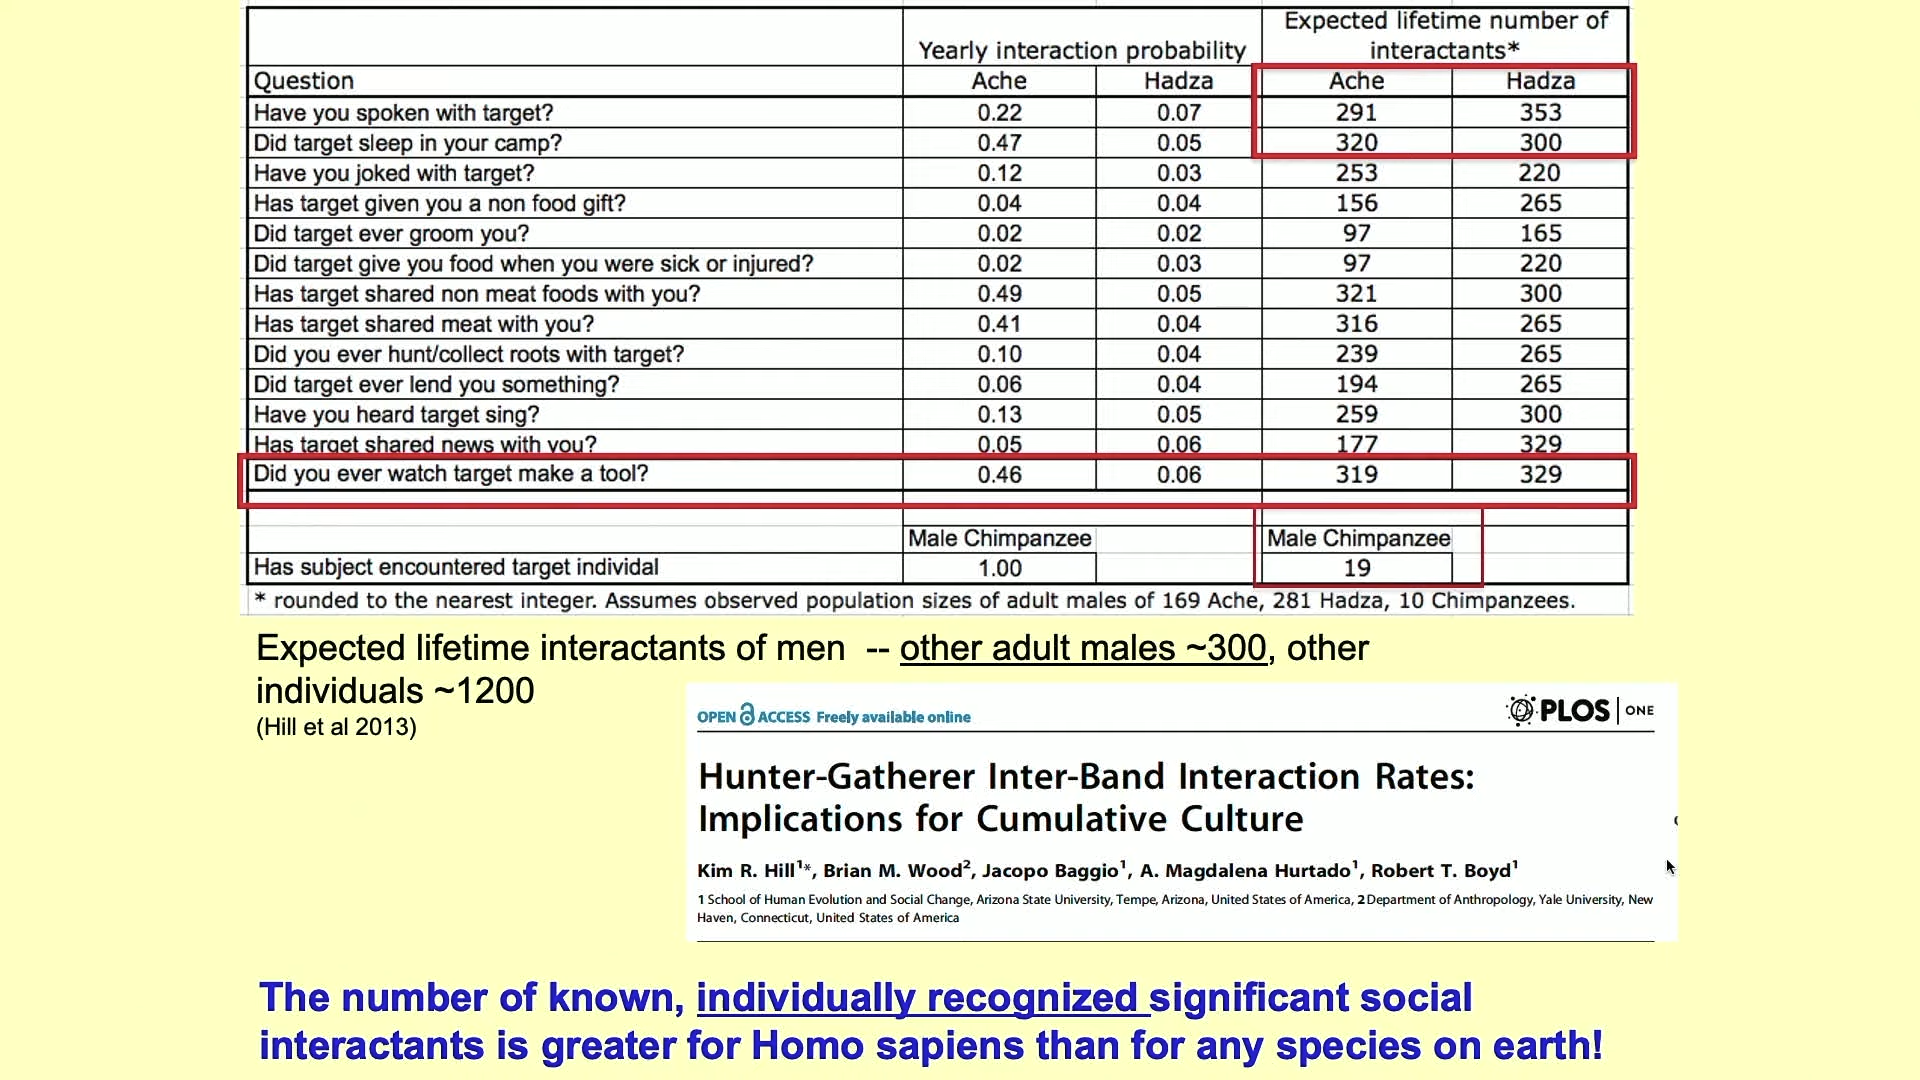 Expected lifetime number of
Yearly interaction probability interactants*
Question Ache Hadza Ache Hadza
Have you spoken with target? 0.22 0.07 291 353
Did target sleep in your camp? 0.47 0.05 320 300
Have you joked with target? 0.12 0.03 253 220
Has target given you a non food gift? 0.04 0.04 156 265
Did target ever groom you? 0.02 0.02 97 165
Did target give you food when you were sick or injured? 0.02 0.03 97 220
Has target shared non meat foods with you? 0.49 0.05 321 300
Has target shared meat with you? 0.41 0.04 316 265
Did you ever hunt/collect roots with target? 0.10 0.04 239 265
Did target ever lend you something? 0.06 0.04 194 265
Have you heard target sing? 0.13 0.05 259 300
Has target shared news with you? 0.05 0.06 177 329
Did you ever watch target make a tool? 0.46 0.06 319 329
Male Chimpanzee Male Chimpanzee
Has subject encountered target individal 1.00 19
* rounded to the nearest integer. Assumes observed population sizes of adult males of 169 Ache, 281 Hadza, 10 Chimpanzees.
Expected lifetime interactants of men -- other adult males ~300, other
individuals ~1200
(Hill et al 2013)
OPEN ACCESS Freely available online
PLOS ONE
Hunter-Gatherer Inter-Band Interaction Rates:
Implications for Cumulative Culture
Kim R. Hill1*, Brian M. Wood2, Jacopo Baggio1, A. Magdalena Hurtado1, Robert T. Boyd1
1 School of Human Evolution and Social Change, Arizona State University, Tempe, Arizona, United States of America, 2 Department of Anthropology, Yale University, New
Haven, Connecticut, United States of America
The number of known, individually recognized significant social
interactants is greater for Homo sapiens than for any species on earth!